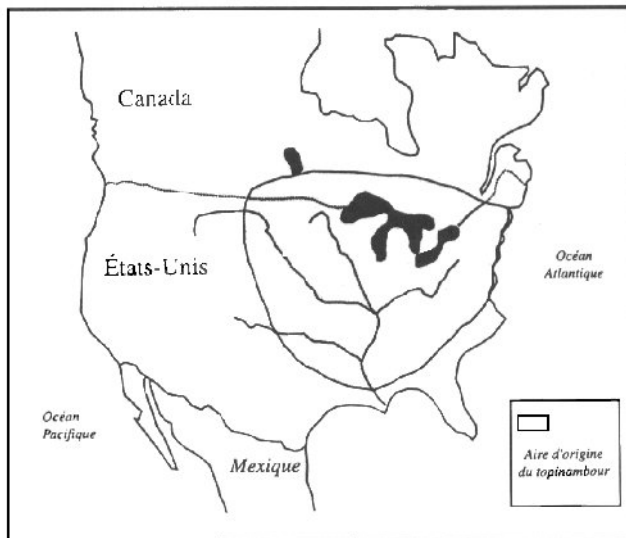 Canada
États-Unis
Océan
Atlantique
Océan
Pacifique
Mexique
Aire d'origine
du topinambour